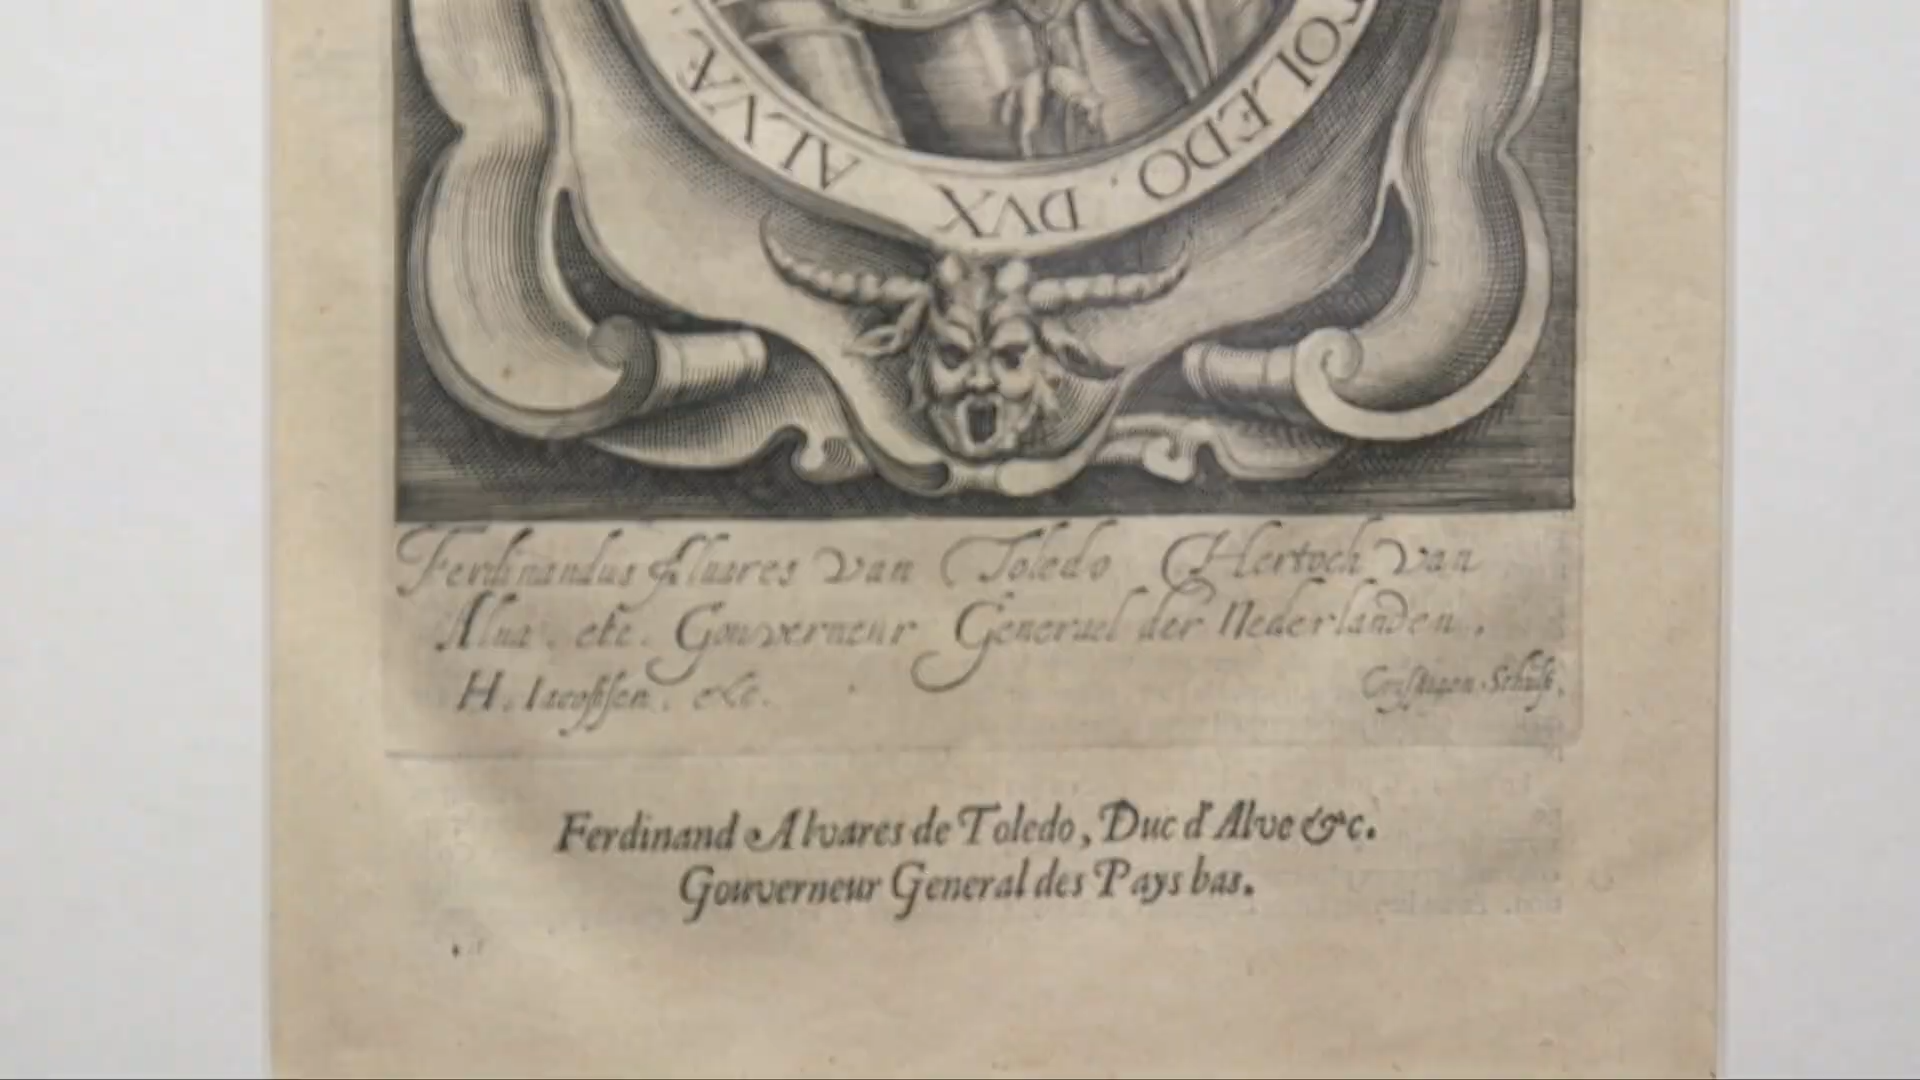 TOLEDO, DVX ALVÆ,
Ferdinandus Aluares van Toledo Hertoch van
Alua. etc. Gouverneur Generael der Nederlanden.
H. Iacobssen. exc.
Ferdinand Alvares de Toledo, Duc d'Alve &c.
Gouverneur General des Pays bas.